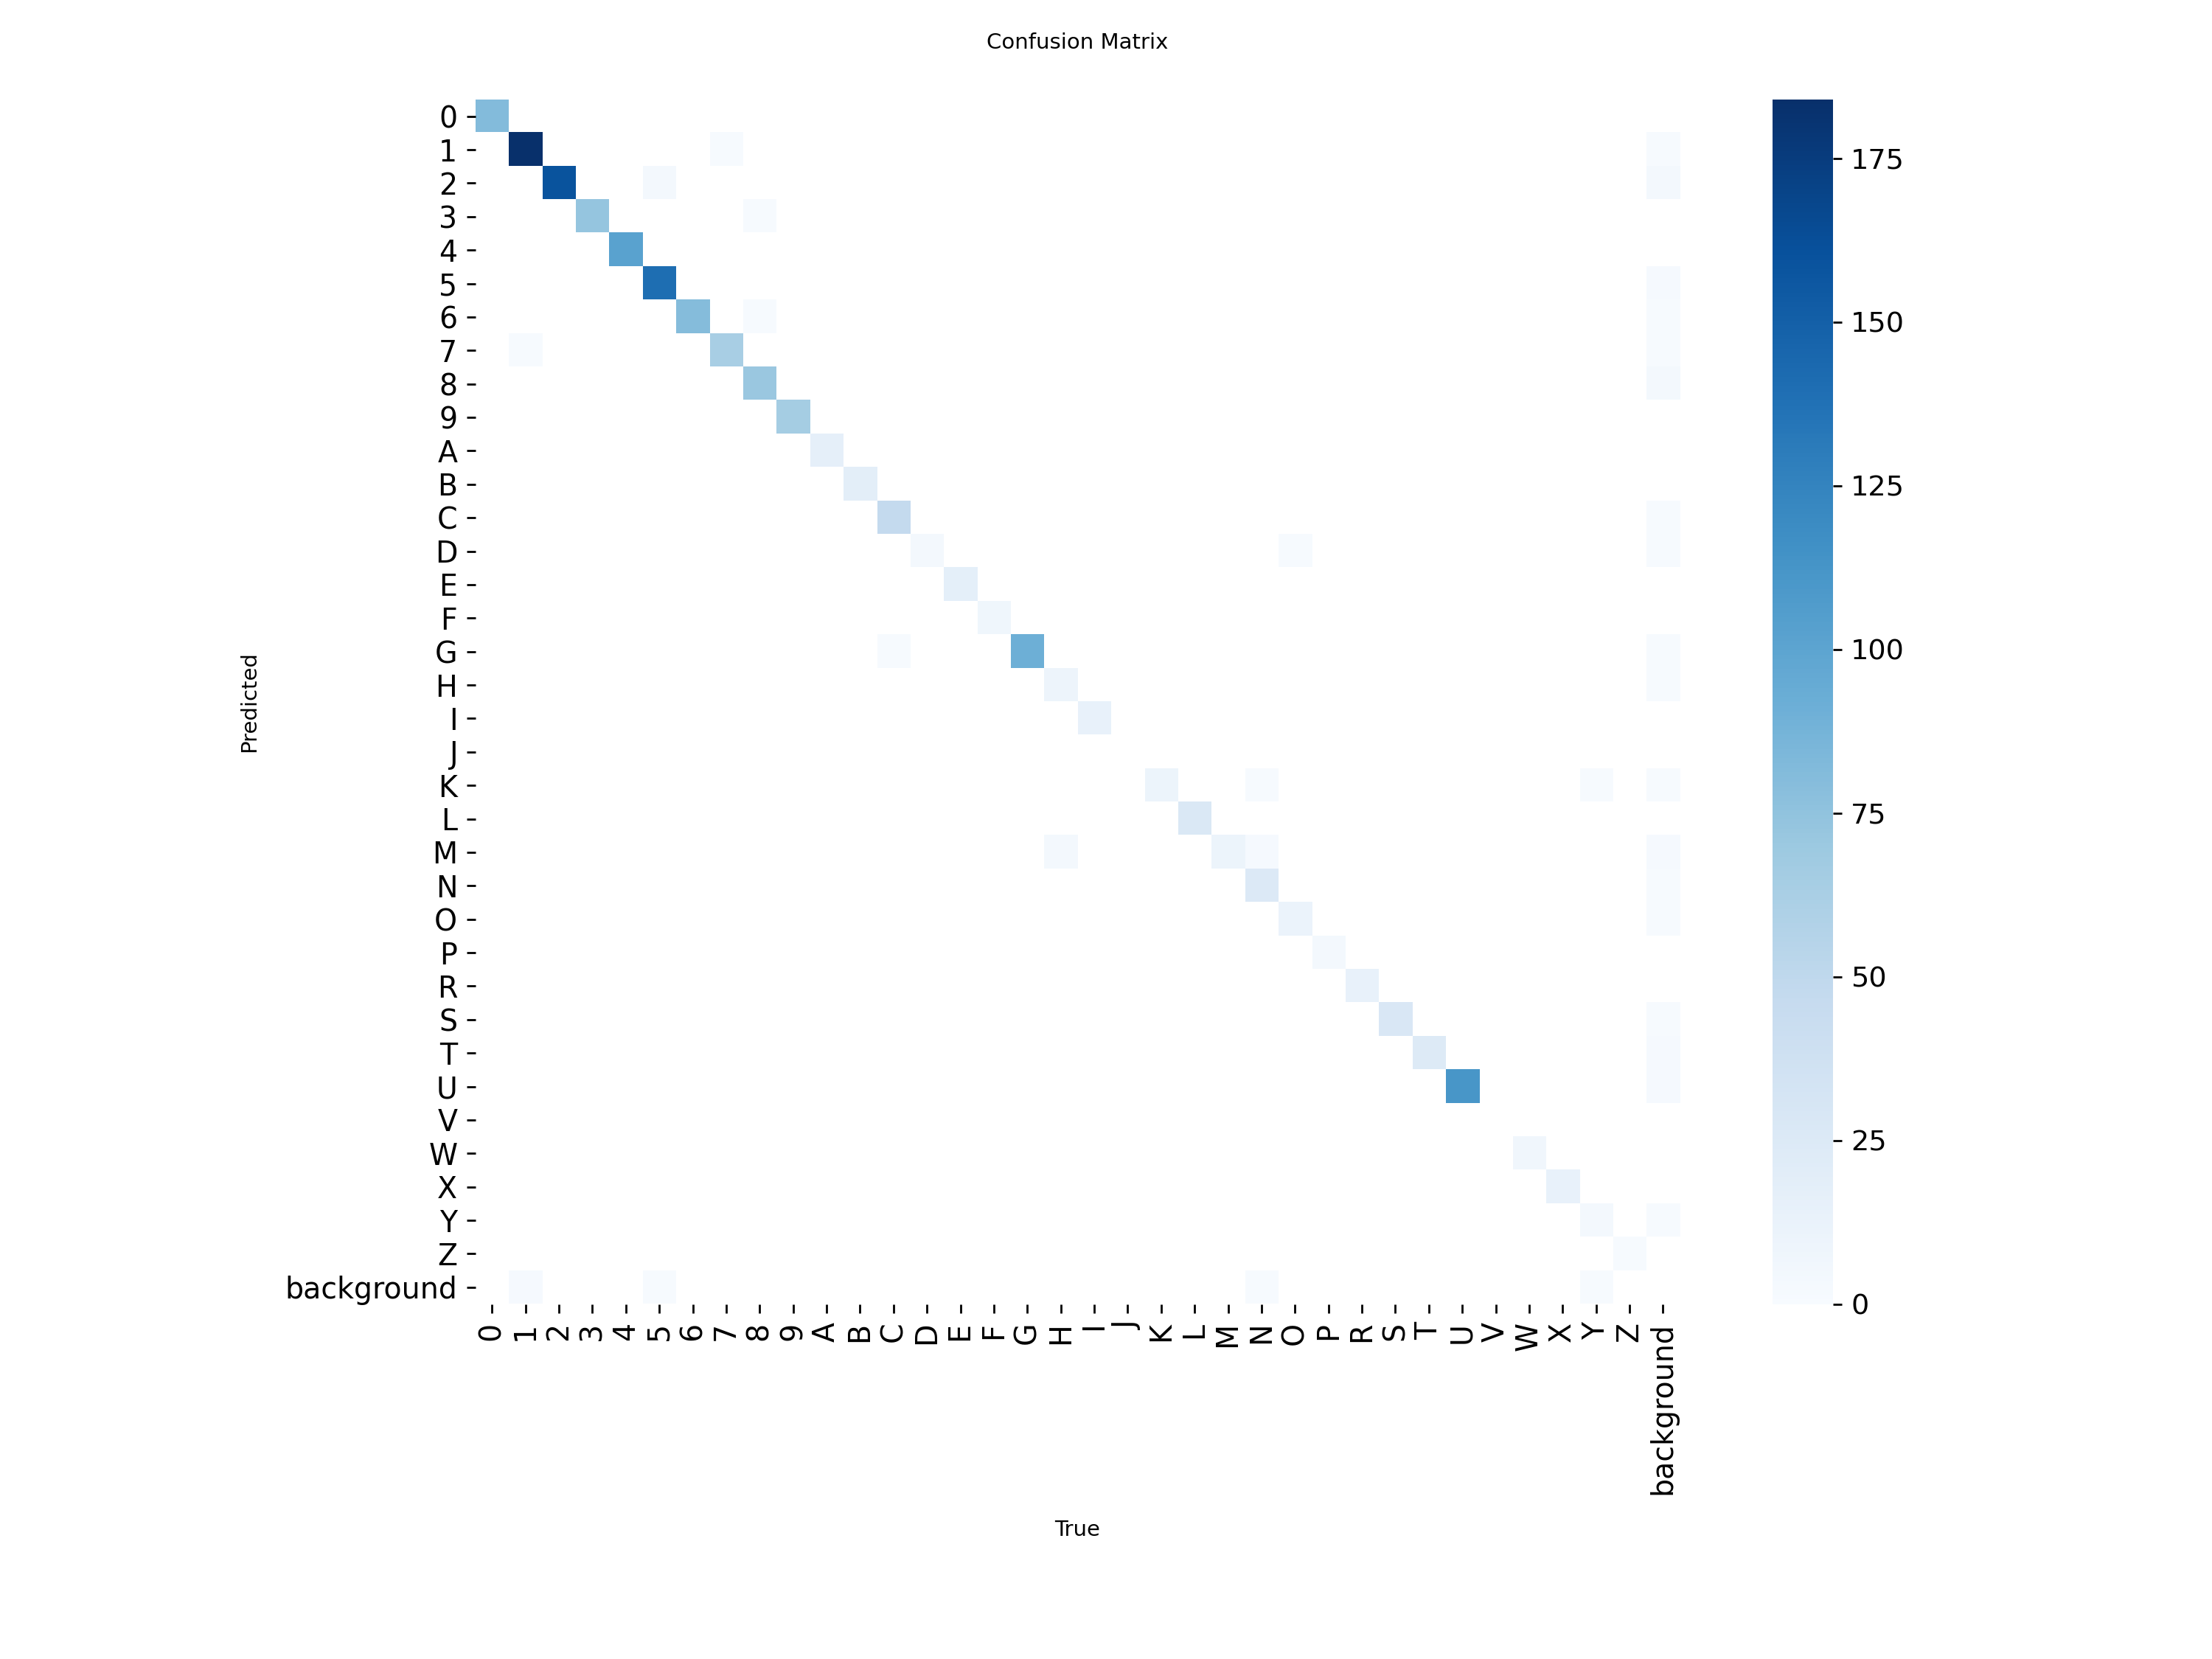 Confusion Matrix
0
1
2
3
4
5
6
7
8
9
A
B
C
D
E
F
G
H
I
J
K
L
M
N
O
P
R
S
T
U
V
W
X
Y
Z
background
Predicted
0 1 2 3 4 5 6 7 8 9 A B C D E F G H I J K L M N O P R S T U V W X Y Z background
True
175
150
125
100
75
50
25
0